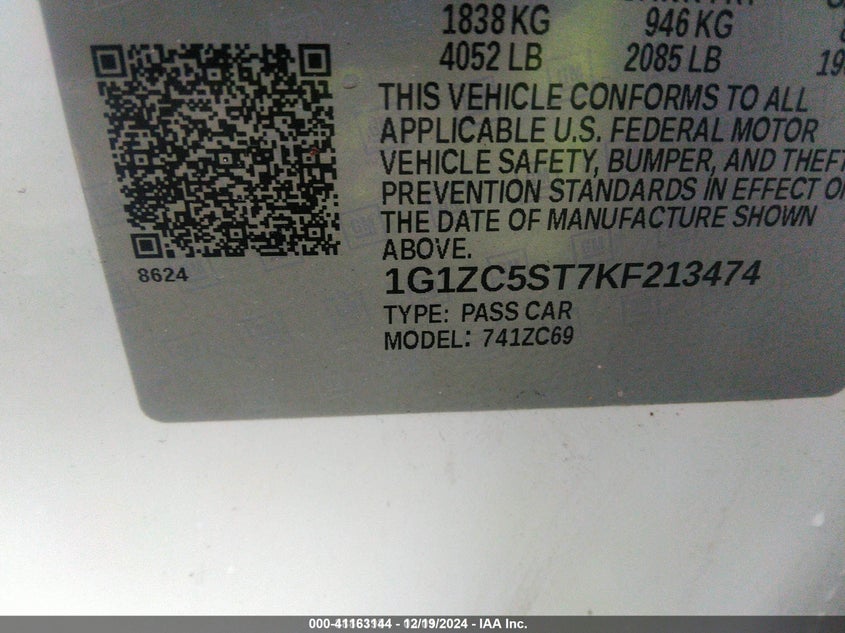 1838 KG 946 KG
4052 LB 2085 LB
THIS VEHICLE CONFORMS TO ALL
APPLICABLE U.S. FEDERAL MOTOR
VEHICLE SAFETY, BUMPER, AND THEFT
PREVENTION STANDARDS IN EFFECT ON
THE DATE OF MANUFACTURE SHOWN
ABOVE.
8624
1G1ZC5ST7KF213474
TYPE: PASS CAR
MODEL: 741ZC69
000-41163144 - 12/19/2024 - IAA Inc.